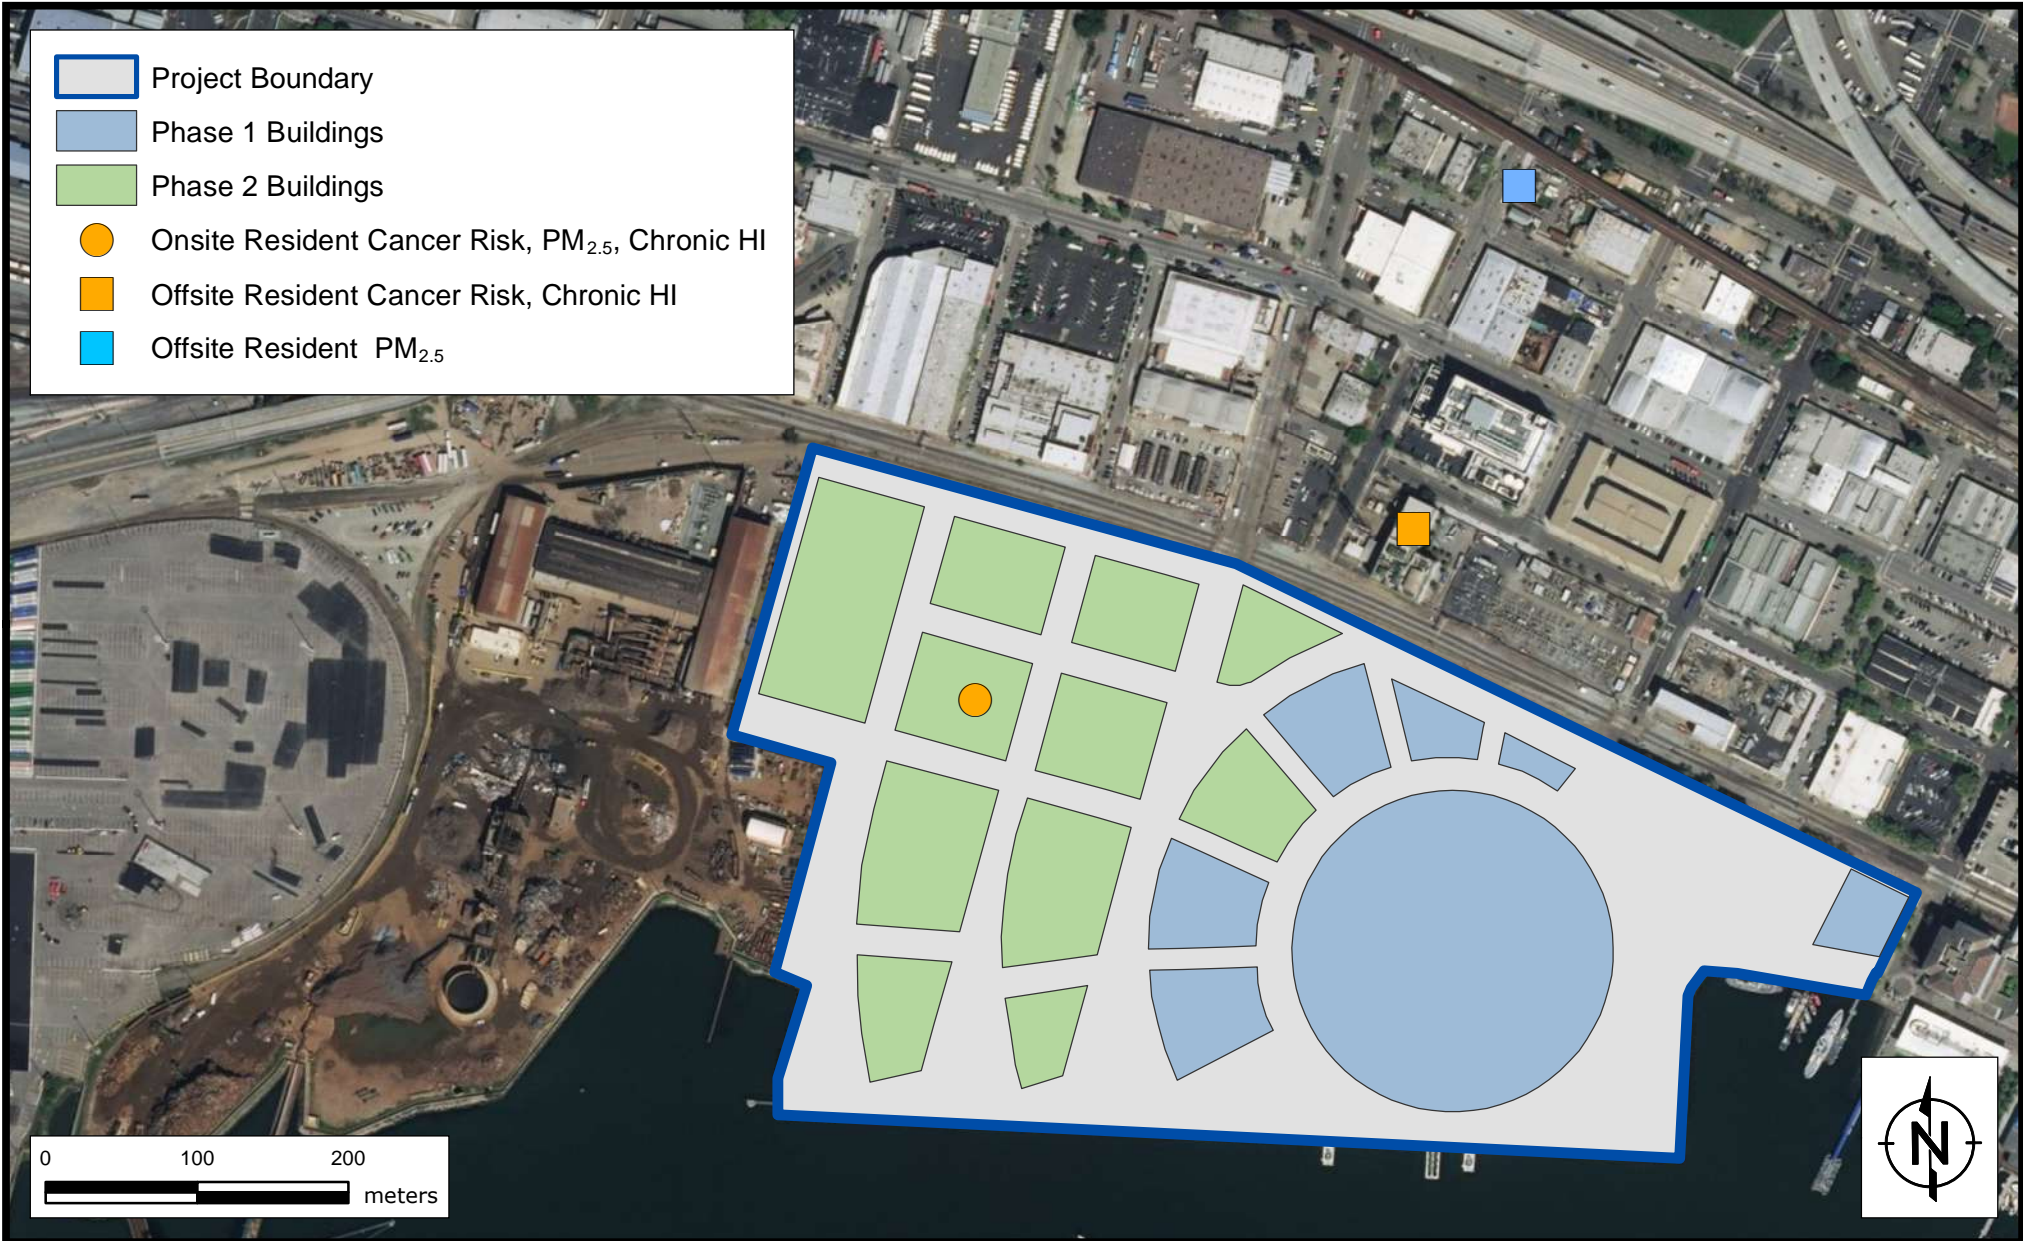 Project Boundary
Phase 1 Buildings
Phase 2 Buildings
Onsite Resident Cancer Risk, PM2.5, Chronic HI
Offsite Resident Cancer Risk, Chronic HI
Offsite Resident PM2.5
0 100 200
meters
N